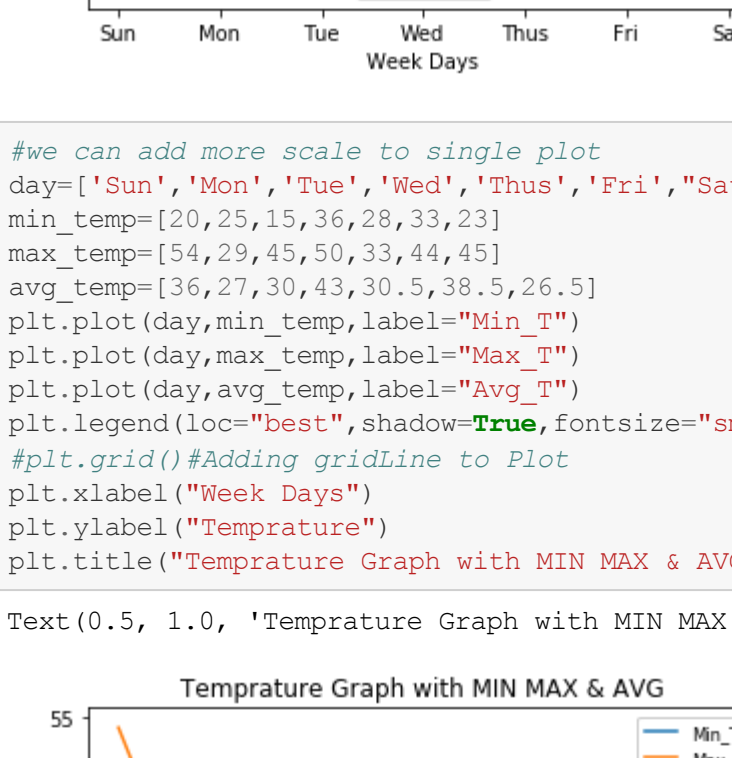 Sun Mon Tue Wed Thus Fri Sa
Week Days
#we can add more scale to single plot
day=['Sun','Mon','Tue','Wed','Thus','Fri',"Sa
min_temp=[20,25,15,36,28,33,23]
max_temp=[54,29,45,50,33,44,45]
avg_temp=[36,27,30,43,30.5,38.5,26.5]
plt.plot(day,min_temp,label="Min_T")
plt.plot(day,max_temp,label="Max_T")
plt.plot(day,avg_temp,label="Avg_T")
plt.legend(loc="best",shadow=True,fontsize="s
#plt.grid()#Adding gridLine to Plot
plt.xlabel("Week Days")
plt.ylabel("Temprature")
plt.title("Temprature Graph with MIN MAX & AV
Text(0.5, 1.0, 'Temprature Graph with MIN MAX
Temprature Graph with MIN MAX & AVG
55
Min_T